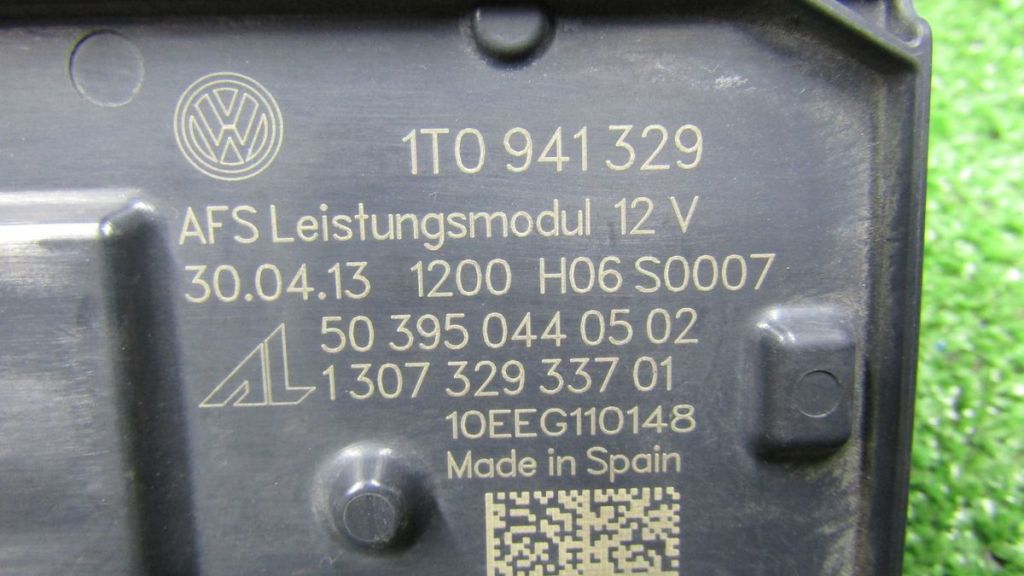 1T0 941 329
AFS Leistungsmodul 12 V
30.04.13 1200 H06 S0007
50 395 044 05 02
AL
1 307 329 337 01
10EEG110148
Made in Spain